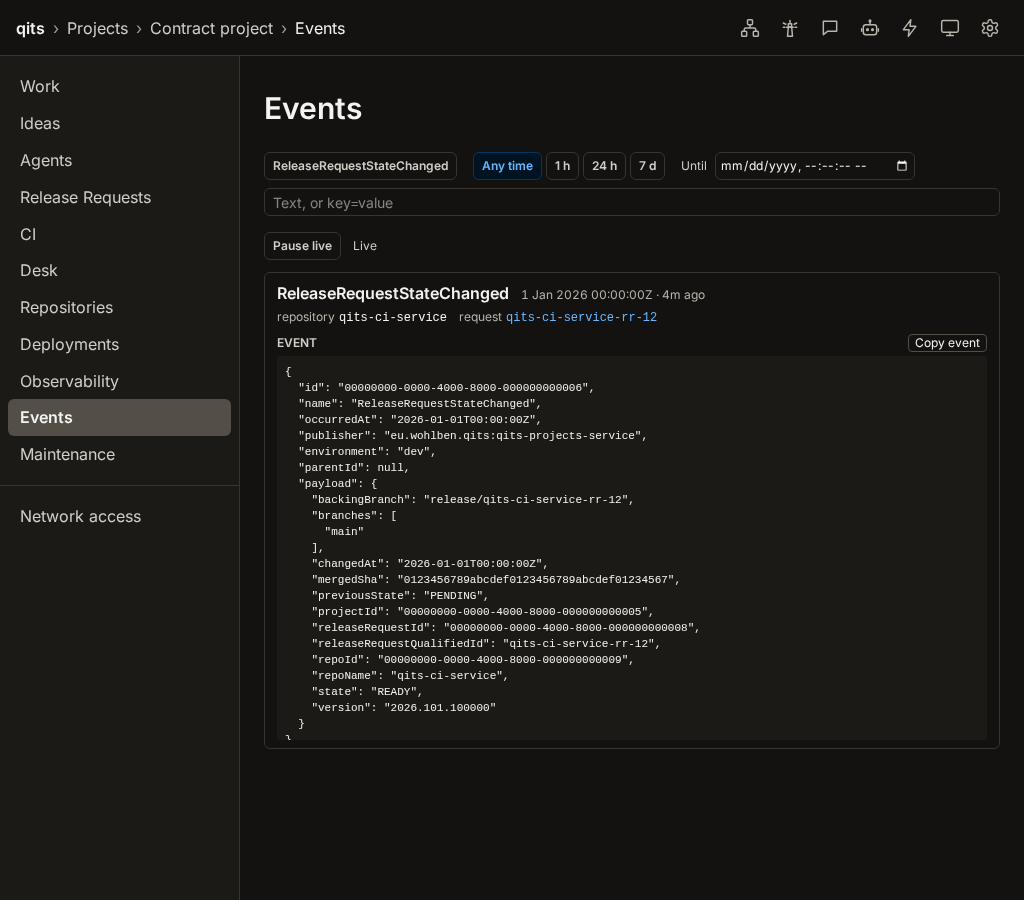 qits › Projects › Contract project › Events
Work
Ideas
Agents
Release Requests
CI
Desk
Repositories
Deployments
Observability
Events
Maintenance
Network access
Events
ReleaseRequestStateChanged Any time 1 h 24 h 7 d Until mm/dd/yyyy, --:--:-- --
Text, or key=value
Pause live Live
ReleaseRequestStateChanged 1 Jan 2026 00:00:00Z · 4m ago
repository qits-ci-service request qits-ci-service-rr-12
EVENT Copy event
{
  "id": "00000000-0000-4000-8000-000000000006",
  "name": "ReleaseRequestStateChanged",
  "occurredAt": "2026-01-01T00:00:00Z",
  "publisher": "eu.wohlben.qits:qits-projects-service",
  "environment": "dev",
  "parentId": null,
  "payload": {
    "backingBranch": "release/qits-ci-service-rr-12",
    "branches": [
      "main"
    ],
    "changedAt": "2026-01-01T00:00:00Z",
    "mergedSha": "0123456789abcdef0123456789abcdef01234567",
    "previousState": "PENDING",
    "projectId": "00000000-0000-4000-8000-000000000005",
    "releaseRequestId": "00000000-0000-4000-8000-000000000008",
    "releaseRequestQualifiedId": "qits-ci-service-rr-12",
    "repoId": "00000000-0000-4000-8000-000000000009",
    "repoName": "qits-ci-service",
    "state": "READY",
    "version": "2026.101.100000"
  }
}